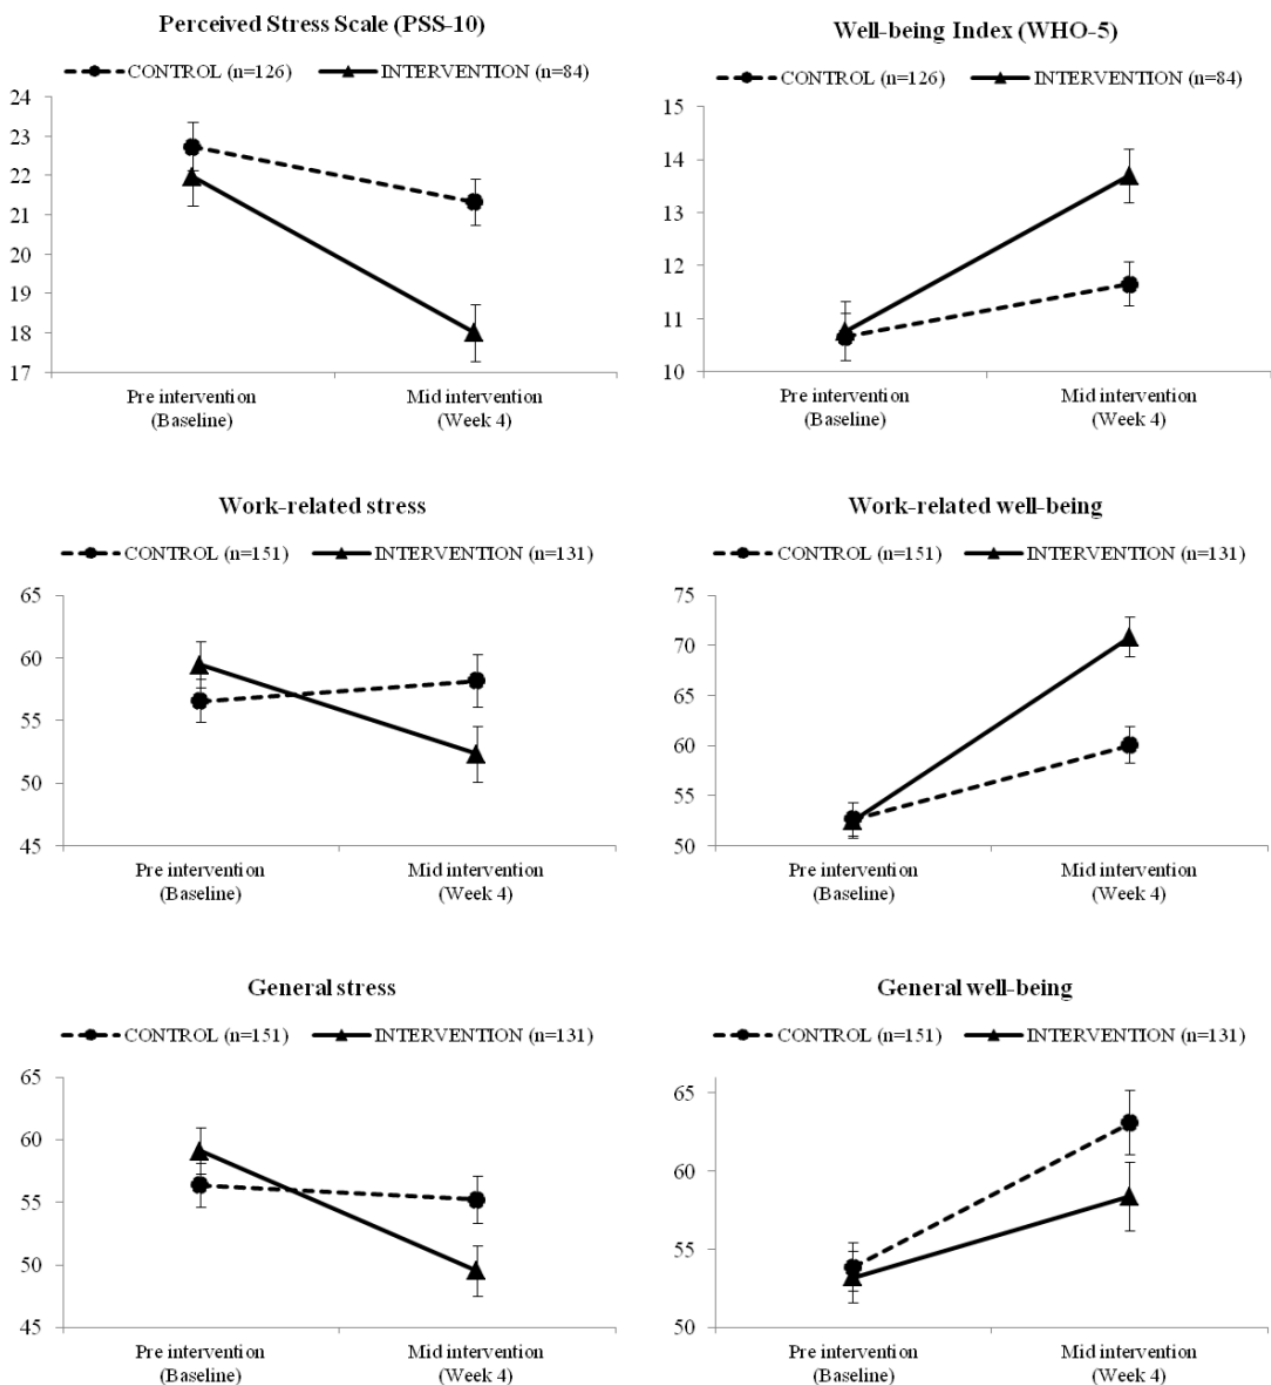 Perceived Stress Scale (PSS-10)
CONTROL (n=126) INTERVENTION (n=84)
24
23
22
21
20
19
18
17
Pre intervention Mid intervention
(Baseline) (Week 4)
Well-being Index (WHO-5)
CONTROL (n=126) INTERVENTION (n=84)
15
14
13
12
11
10
Pre intervention Mid intervention
(Baseline) (Week 4)
Work-related stress
CONTROL (n=151) INTERVENTION (n=131)
65
60
55
50
45
Pre intervention Mid intervention
(Baseline) (Week 4)
Work-related well-being
CONTROL (n=151) INTERVENTION (n=131)
75
70
65
60
55
50
Pre intervention Mid intervention
(Baseline) (Week 4)
General stress
CONTROL (n=151) INTERVENTION (n=131)
65
60
55
50
45
Pre intervention Mid intervention
(Baseline) (Week 4)
General well-being
CONTROL (n=151) INTERVENTION (n=131)
65
60
55
50
Pre intervention Mid intervention
(Baseline) (Week 4)